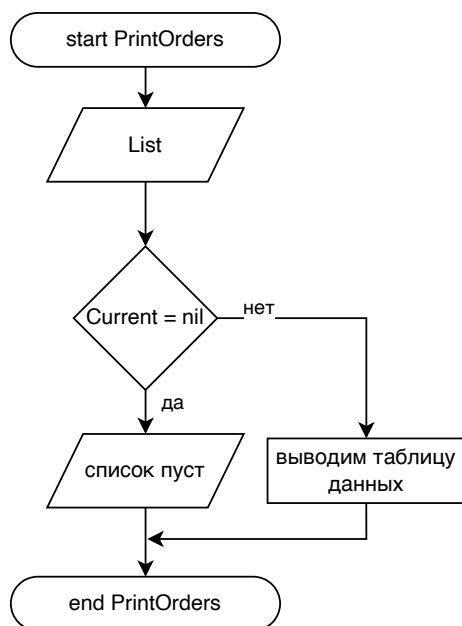 start PrintOrders
List
Current = nil
нет
да
список пуст
выводим таблицу
данных
end PrintOrders